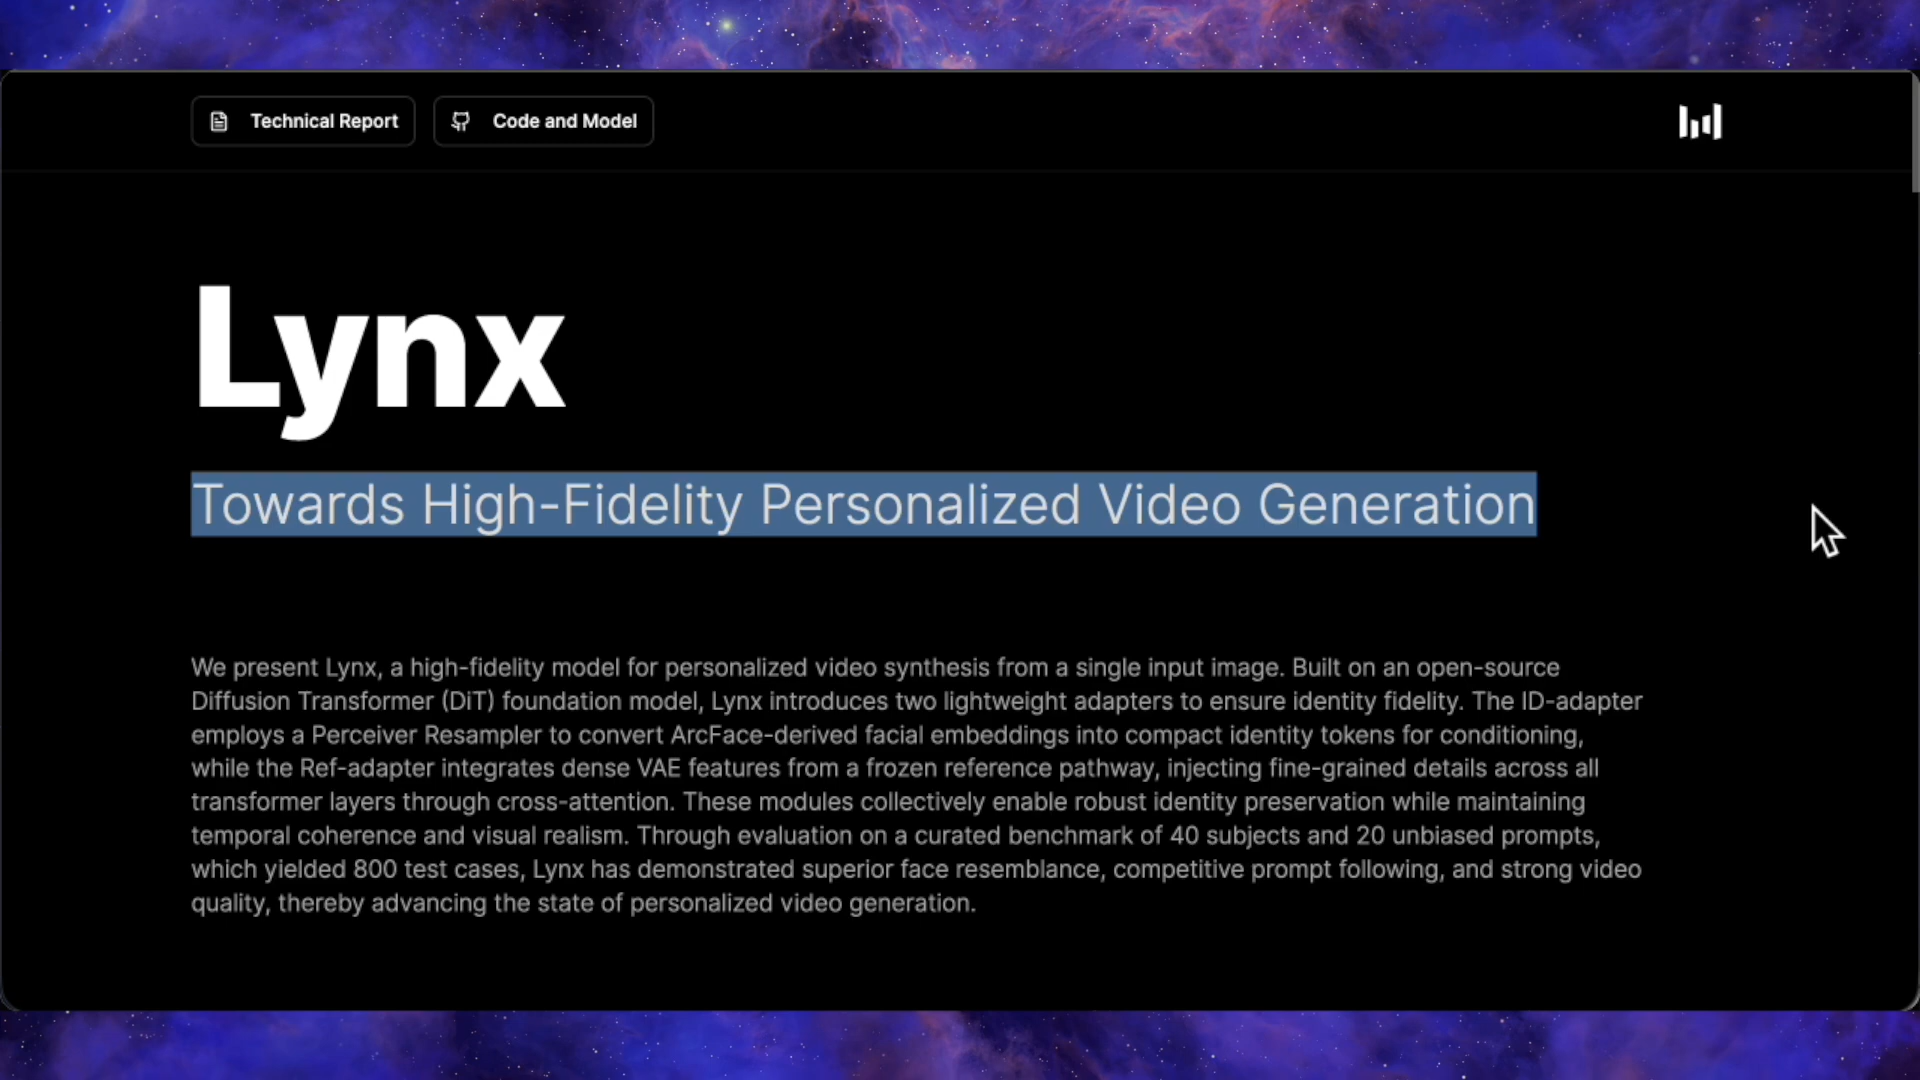 Technical Report
Code and Model
Lynx
Towards High-Fidelity Personalized Video Generation
We present Lynx, a high-fidelity model for personalized video synthesis from a single input image. Built on an open-source
Diffusion Transformer (DiT) foundation model, Lynx introduces two lightweight adapters to ensure identity fidelity. The ID-adapter
employs a Perceiver Resampler to convert ArcFace-derived facial embeddings into compact identity tokens for conditioning,
while the Ref-adapter integrates dense VAE features from a frozen reference pathway, injecting fine-grained details across all
transformer layers through cross-attention. These modules collectively enable robust identity preservation while maintaining
temporal coherence and visual realism. Through evaluation on a curated benchmark of 40 subjects and 20 unbiased prompts,
which yielded 800 test cases, Lynx has demonstrated superior face resemblance, competitive prompt following, and strong video
quality, thereby advancing the state of personalized video generation.